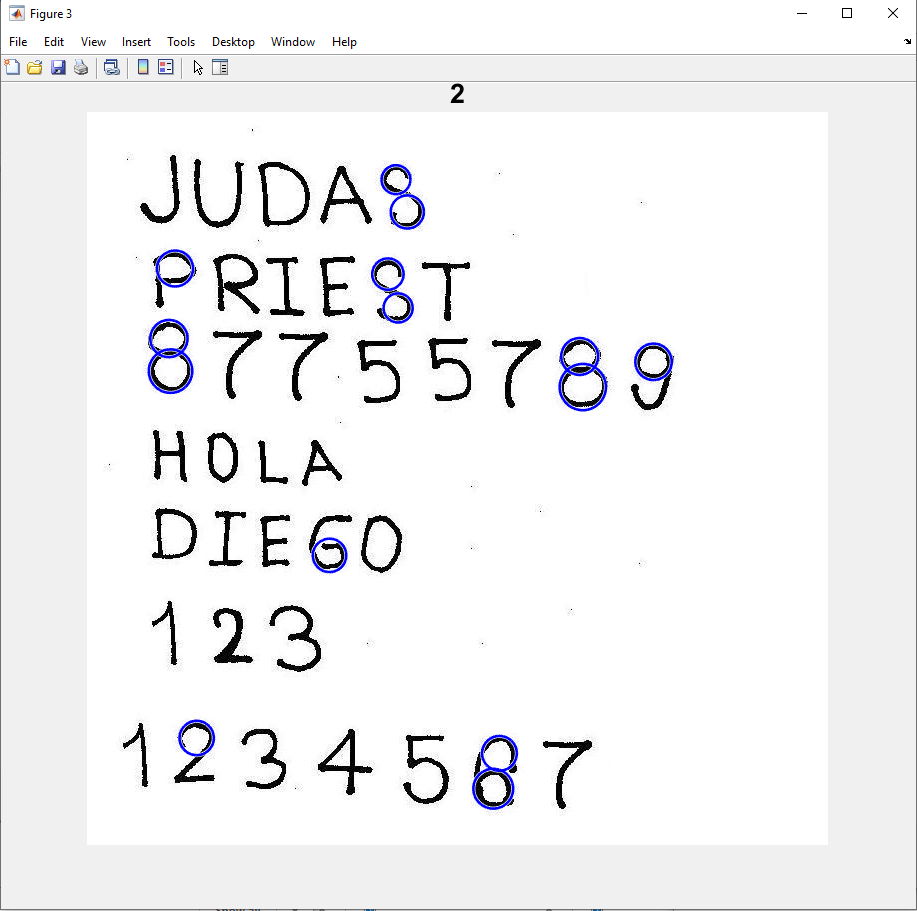 Figure 3
File Edit View Insert Tools Desktop Window Help
2
JUDAS
PRIEST
87755789
HOLA
DIEGO
123
1234567